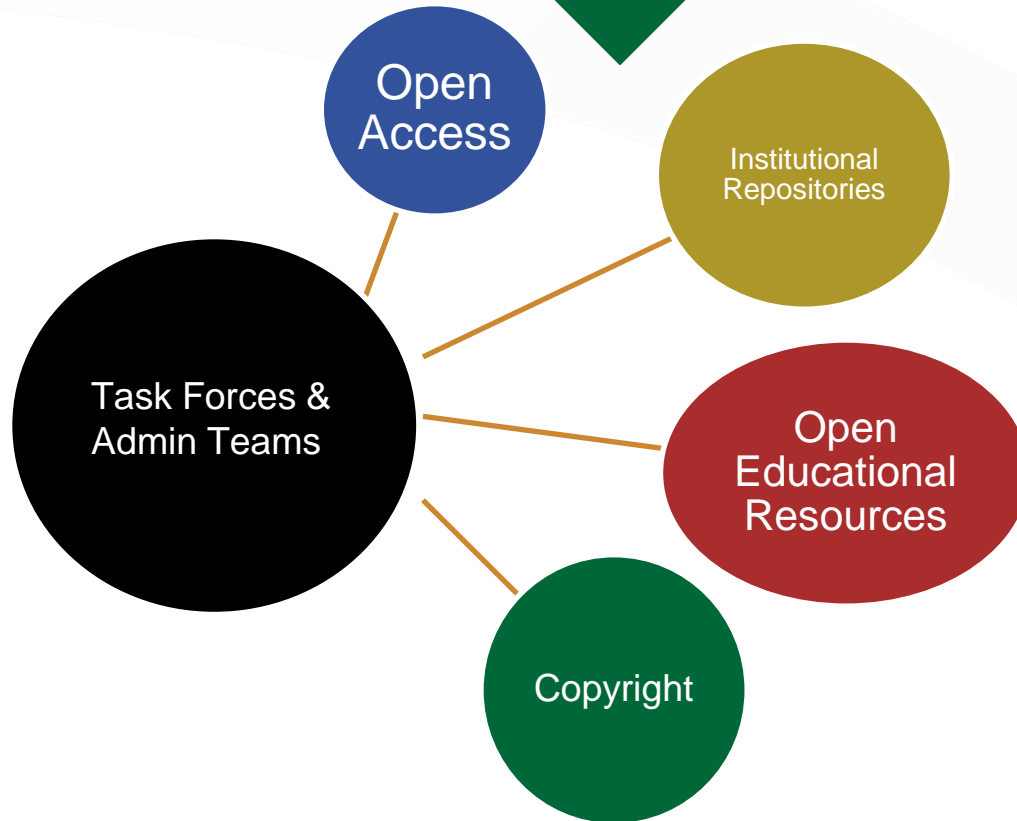 Open
Access
Institutional
Repositories
Task Forces &
Admin Teams
Open
Educational
Resources
Copyright